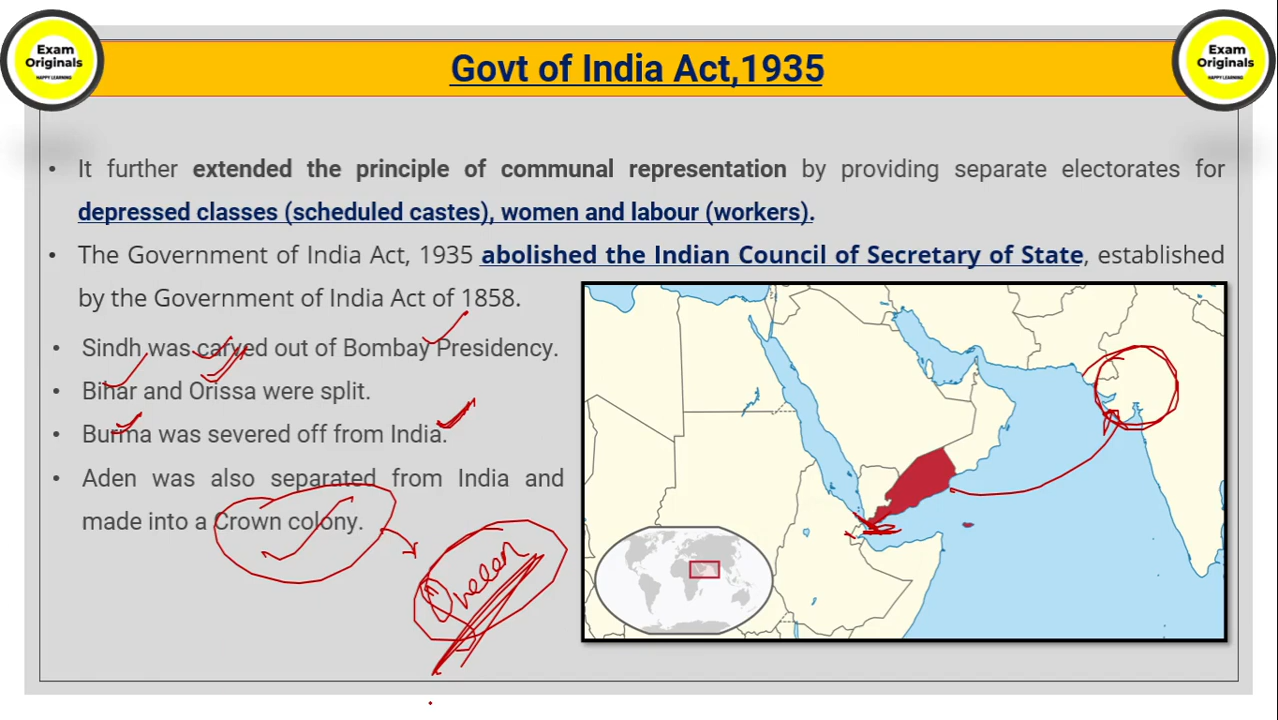 Exam
Originals
HAPPY LEARNING
Govt of India Act,1935
Exam
Originals
HAPPY LEARNING
• It further extended the principle of communal representation by providing separate electorates for
depressed classes (scheduled castes), women and labour (workers).
• The Government of India Act, 1935 abolished the Indian Council of Secretary of State, established
by the Government of India Act of 1858.
• Sindh was carved out of Bombay Presidency.
• Bihar and Orissa were split.
• Burma was severed off from India.
• Aden was also separated from India and
made into a Crown colony.
Queen